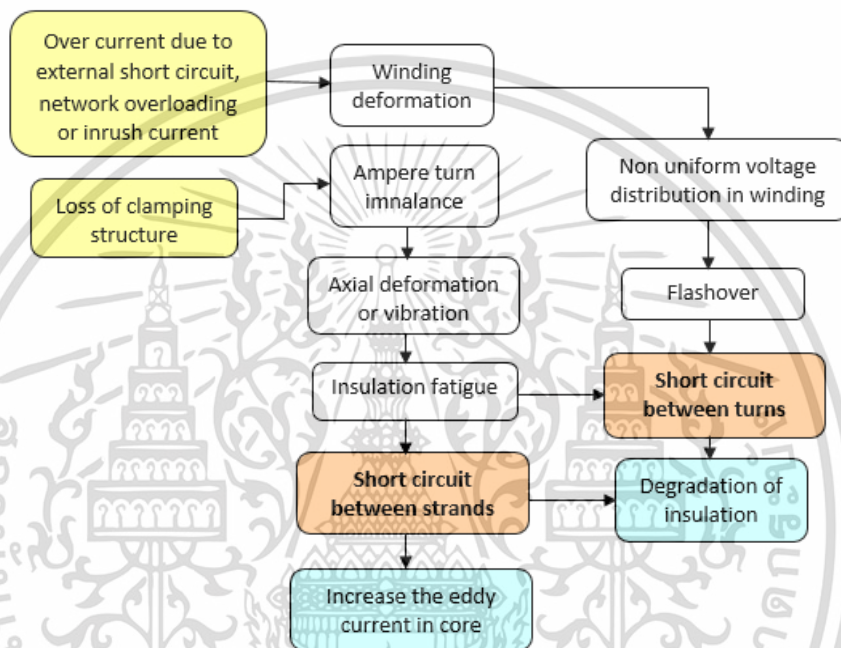 Over current due to
external short circuit,
network overloading
or inrush current
Winding
deformation
Loss of clamping
structure
Ampere turn
imnalance
Non uniform voltage
distribution in winding
Axial deformation
or vibration
Flashover
Insulation fatigue
Short circuit
between turns
Short circuit
between strands
Degradation of
insulation
Increase the eddy
current in core